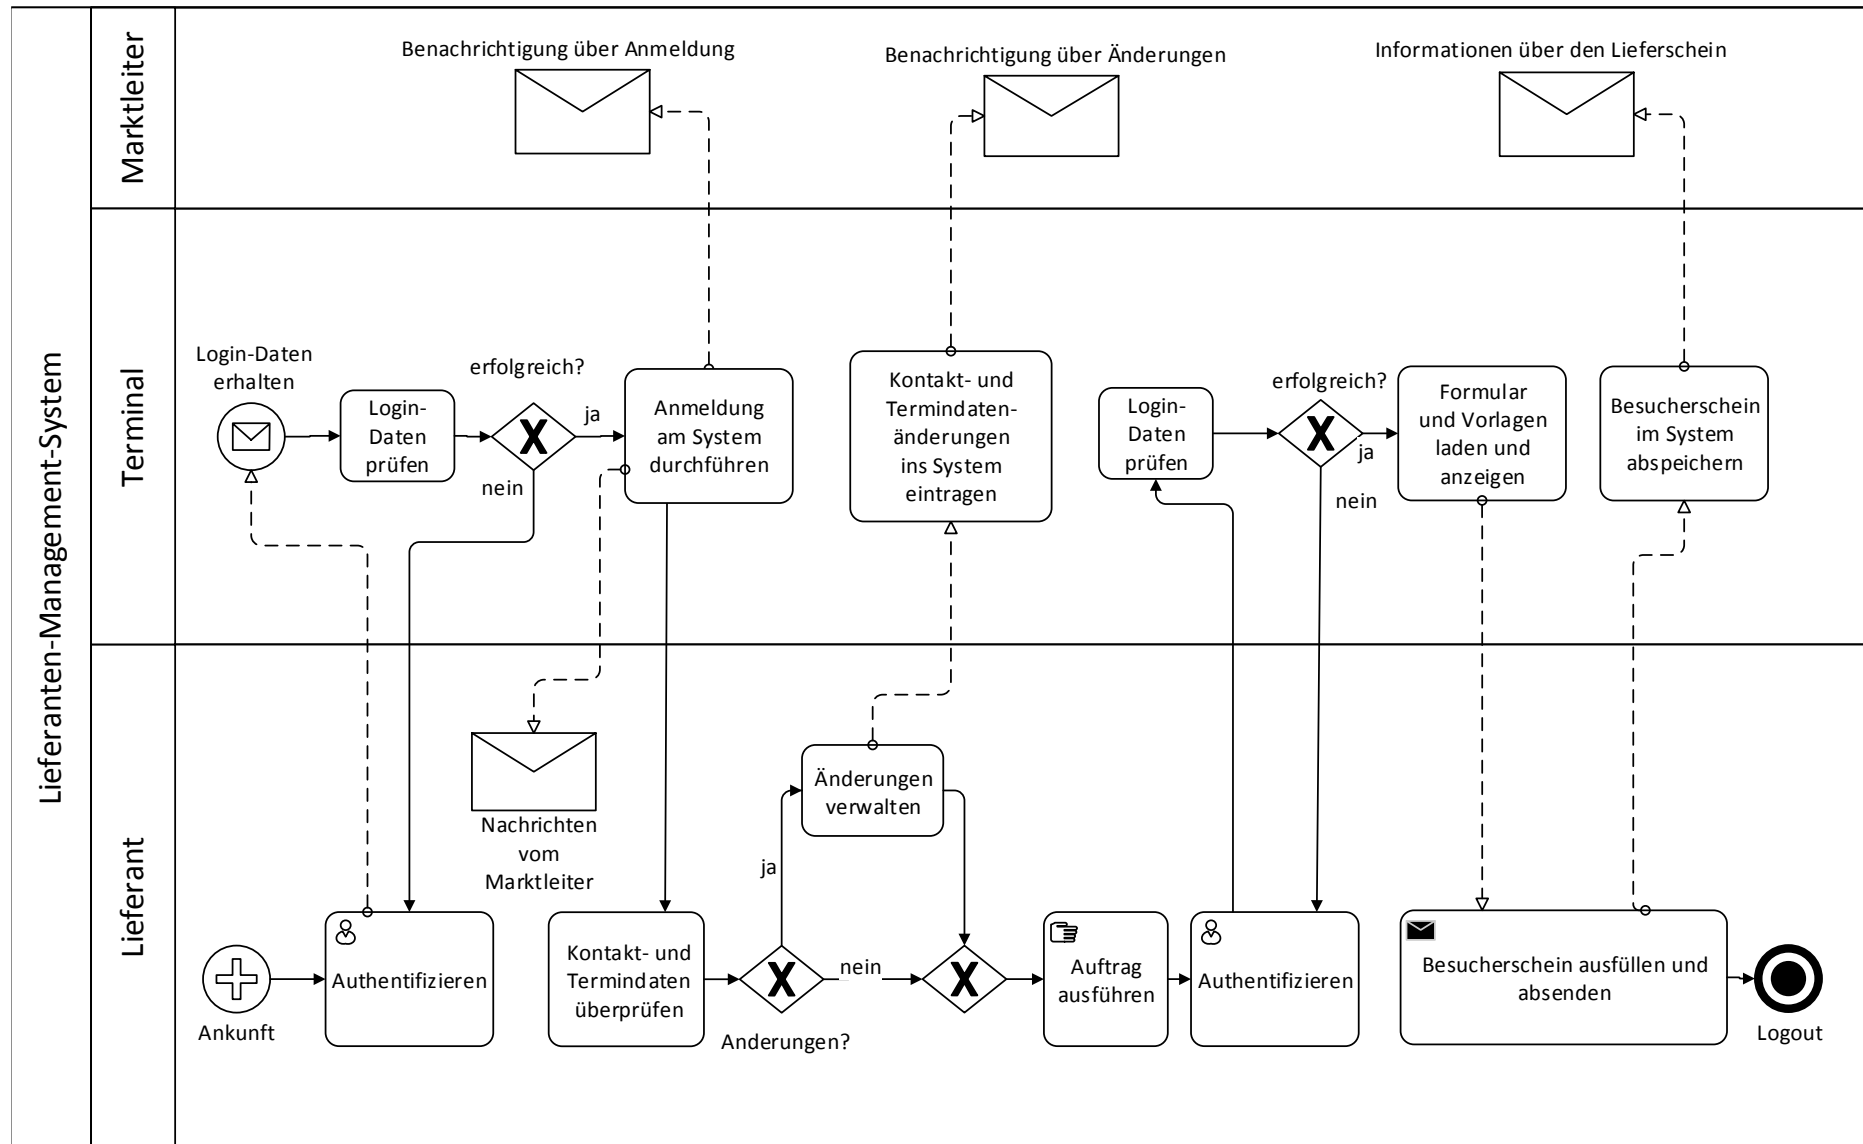 Lieferanten-Management-System
Marktleiter
Benachrichtigung über Anmeldung
Benachrichtigung über Änderungen
Informationen über den Lieferschein
Terminal
Login-Daten
erhalten
Login-
Daten
prüfen
erfolgreich?
X
ja
nein
Anmeldung
am System
durchführen
Kontakt- und
Termindaten-
änderungen
ins System
eintragen
Login-
Daten
prüfen
erfolgreich?
X
ja
nein
Formular
und Vorlagen
laden und
anzeigen
Besucherschein
im System
abspeichern
Lieferant
Ankunft
Authentifizieren
Nachrichten
vom
Marktleiter
Kontakt- und
Termindaten
überprüfen
X
Anderungen?
ja
nein
Änderungen
verwalten
X
Auftrag
ausführen
Authentifizieren
Besucherschein ausfüllen und
absenden
Logout